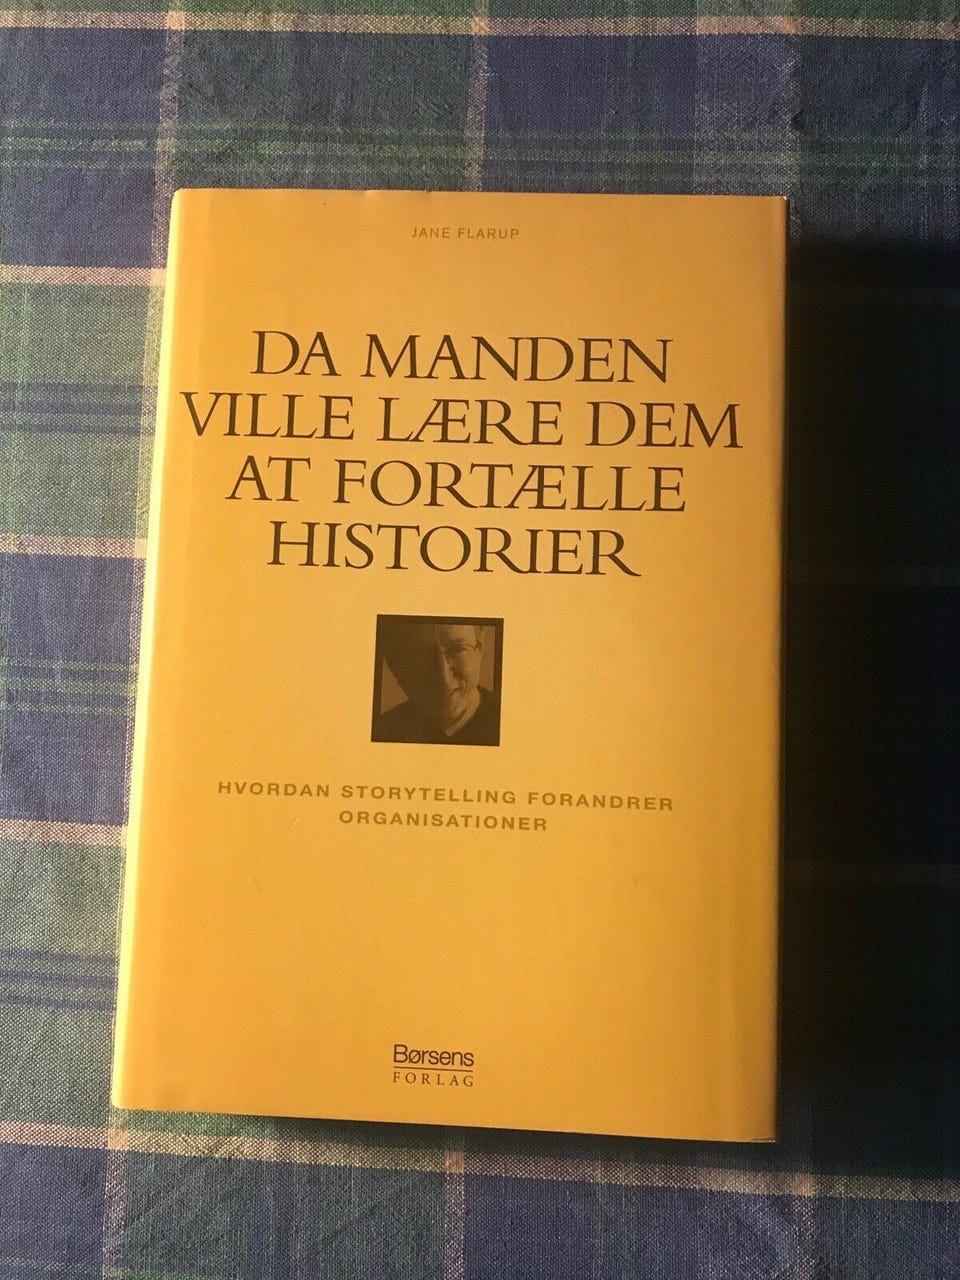 JANE FLARUP
DA MANDEN
VILLE LÆRE DEM
AT FORTÆLLE
HISTORIER
HVORDAN STORYTELLING FORANDRER
ORGANISATIONER
Børsens
FORLAG